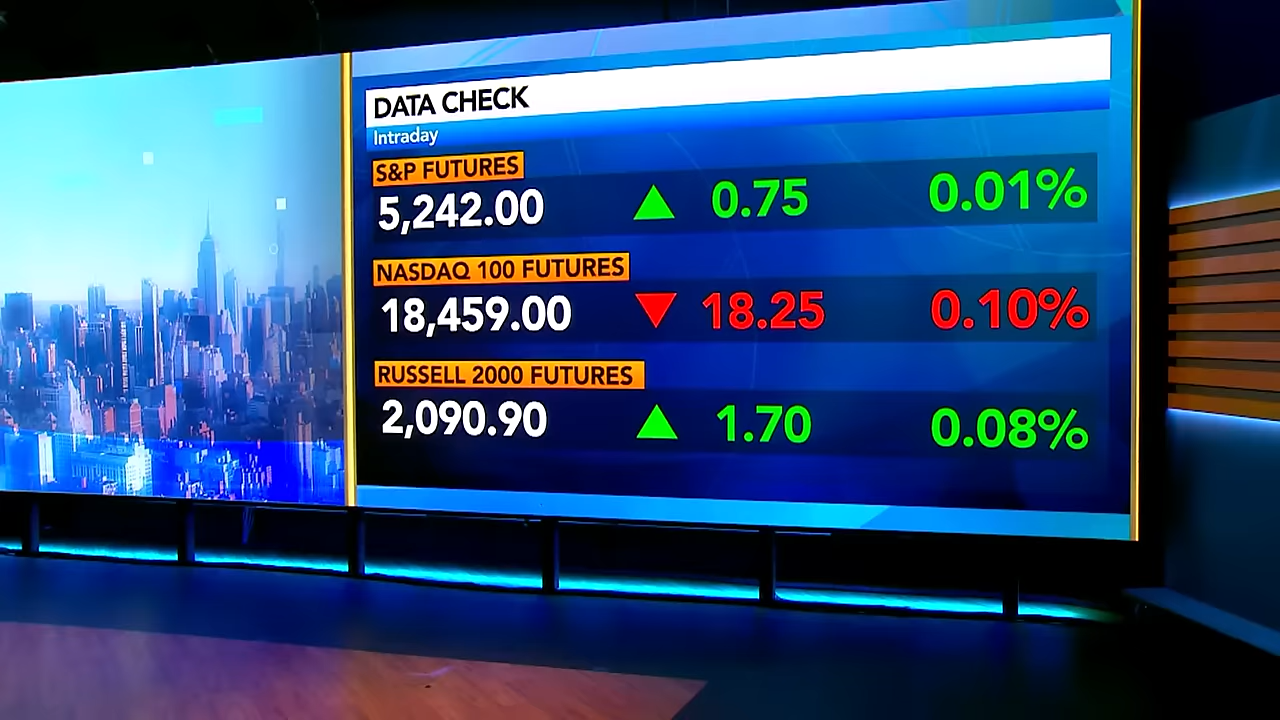 DATA CHECK
Intraday
S&P FUTURES
5,242.00 ▲ 0.75 0.01%
NASDAQ 100 FUTURES
18,459.00 ▼ 18.25 0.10%
RUSSELL 2000 FUTURES
2,090.90 ▲ 1.70 0.08%